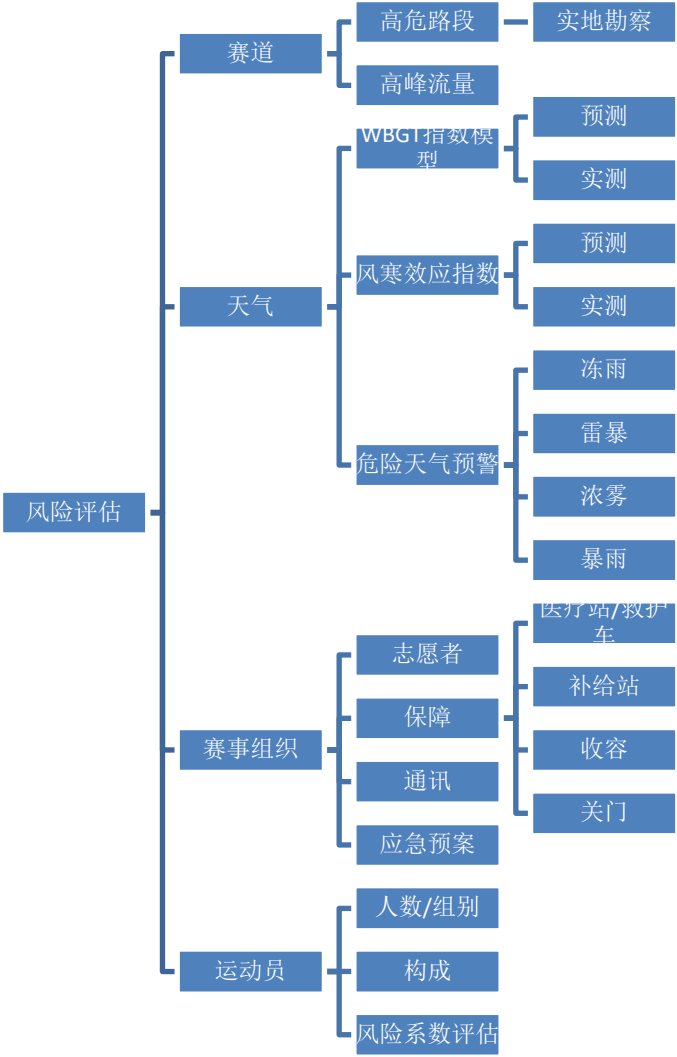 风险评估
赛道
高危路段
实地勘察
高峰流量
天气
WBGT指数模
型
预测
实测
风寒效应指数
预测
实测
危险天气预警
冻雨
雷暴
浓雾
暴雨
赛事组织
志愿者
保障
医疗站/救护
车
补给站
收容
关门
通讯
应急预案
运动员
人数/组别
构成
风险系数评估